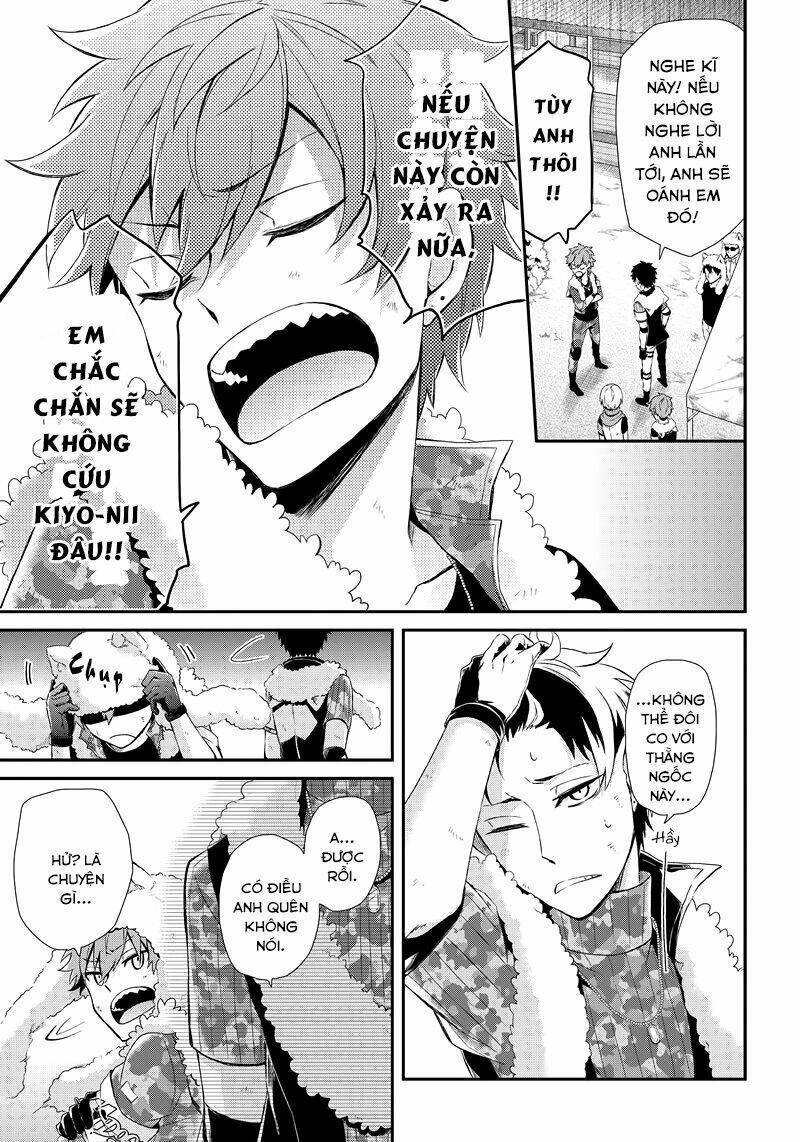 NGHE KĨ
NÀY! NẾU
KHÔNG
NGHE LỜI
ANH LẦN
TỚI, ANH SẼ
OÁNH EM
ĐÓ!
TÙY
ANH
THÔI
!!
NẾU
CHUYỆN
NÀY CÒN
XẢY RA
NỮA,
EM
CHẮC
CHẮN SẼ
KHÔNG
CỨU
KIYO-NII
ĐÂU!!
...KHÔNG
THỂ ĐÔI
CO VỚI
THẰNG
NGỐC
NÀY...
Hầy
Chụp
A...
ĐƯỢC
RỒI.
CÓ ĐIỀU
ANH QUÊN
KHÔNG
NÓI.
HỬ? LÀ
CHUYỆN
GÌ...